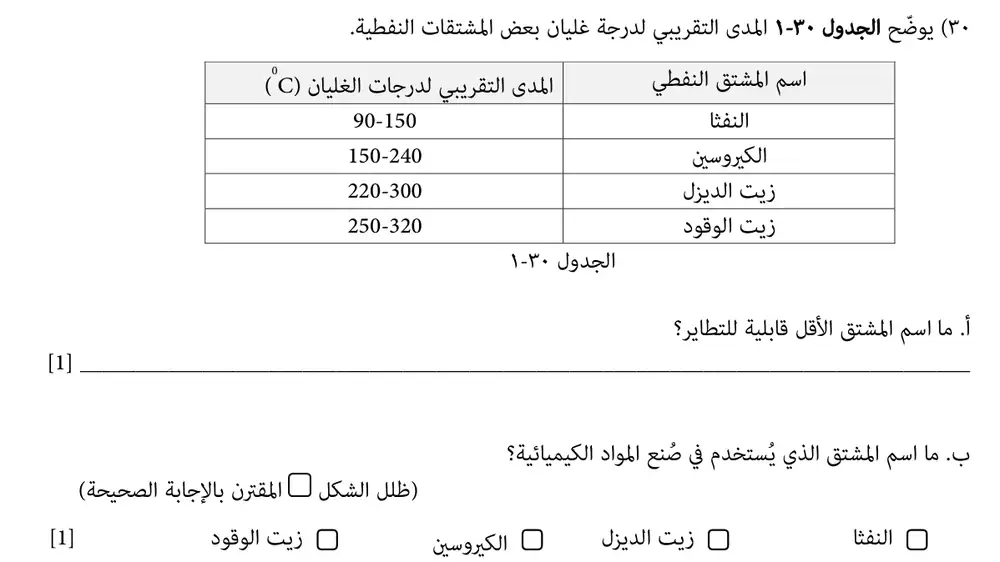 ٣٠) يوضّح الجدول ٣٠-١ المدى التقريبي لدرجة غليان بعض المشتقات النفطية.
اسم المشتق النفطي المدى التقريبي لدرجات الغليان (⁰C)
النفثا 90-150
الكيروسين 150-240
زيت الديزل 220-300
زيت الوقود 250-320
الجدول ٣٠-١
أ. ما اسم المشتق الأقل قابلية للتطاير؟
[1]
ب. ما اسم المشتق الذي يُستخدم في صُنع المواد الكيميائية؟
(ظلل الشكل المقترن بالإجابة الصحيحة)
النفثا زيت الديزل الكيروسين زيت الوقود [1]